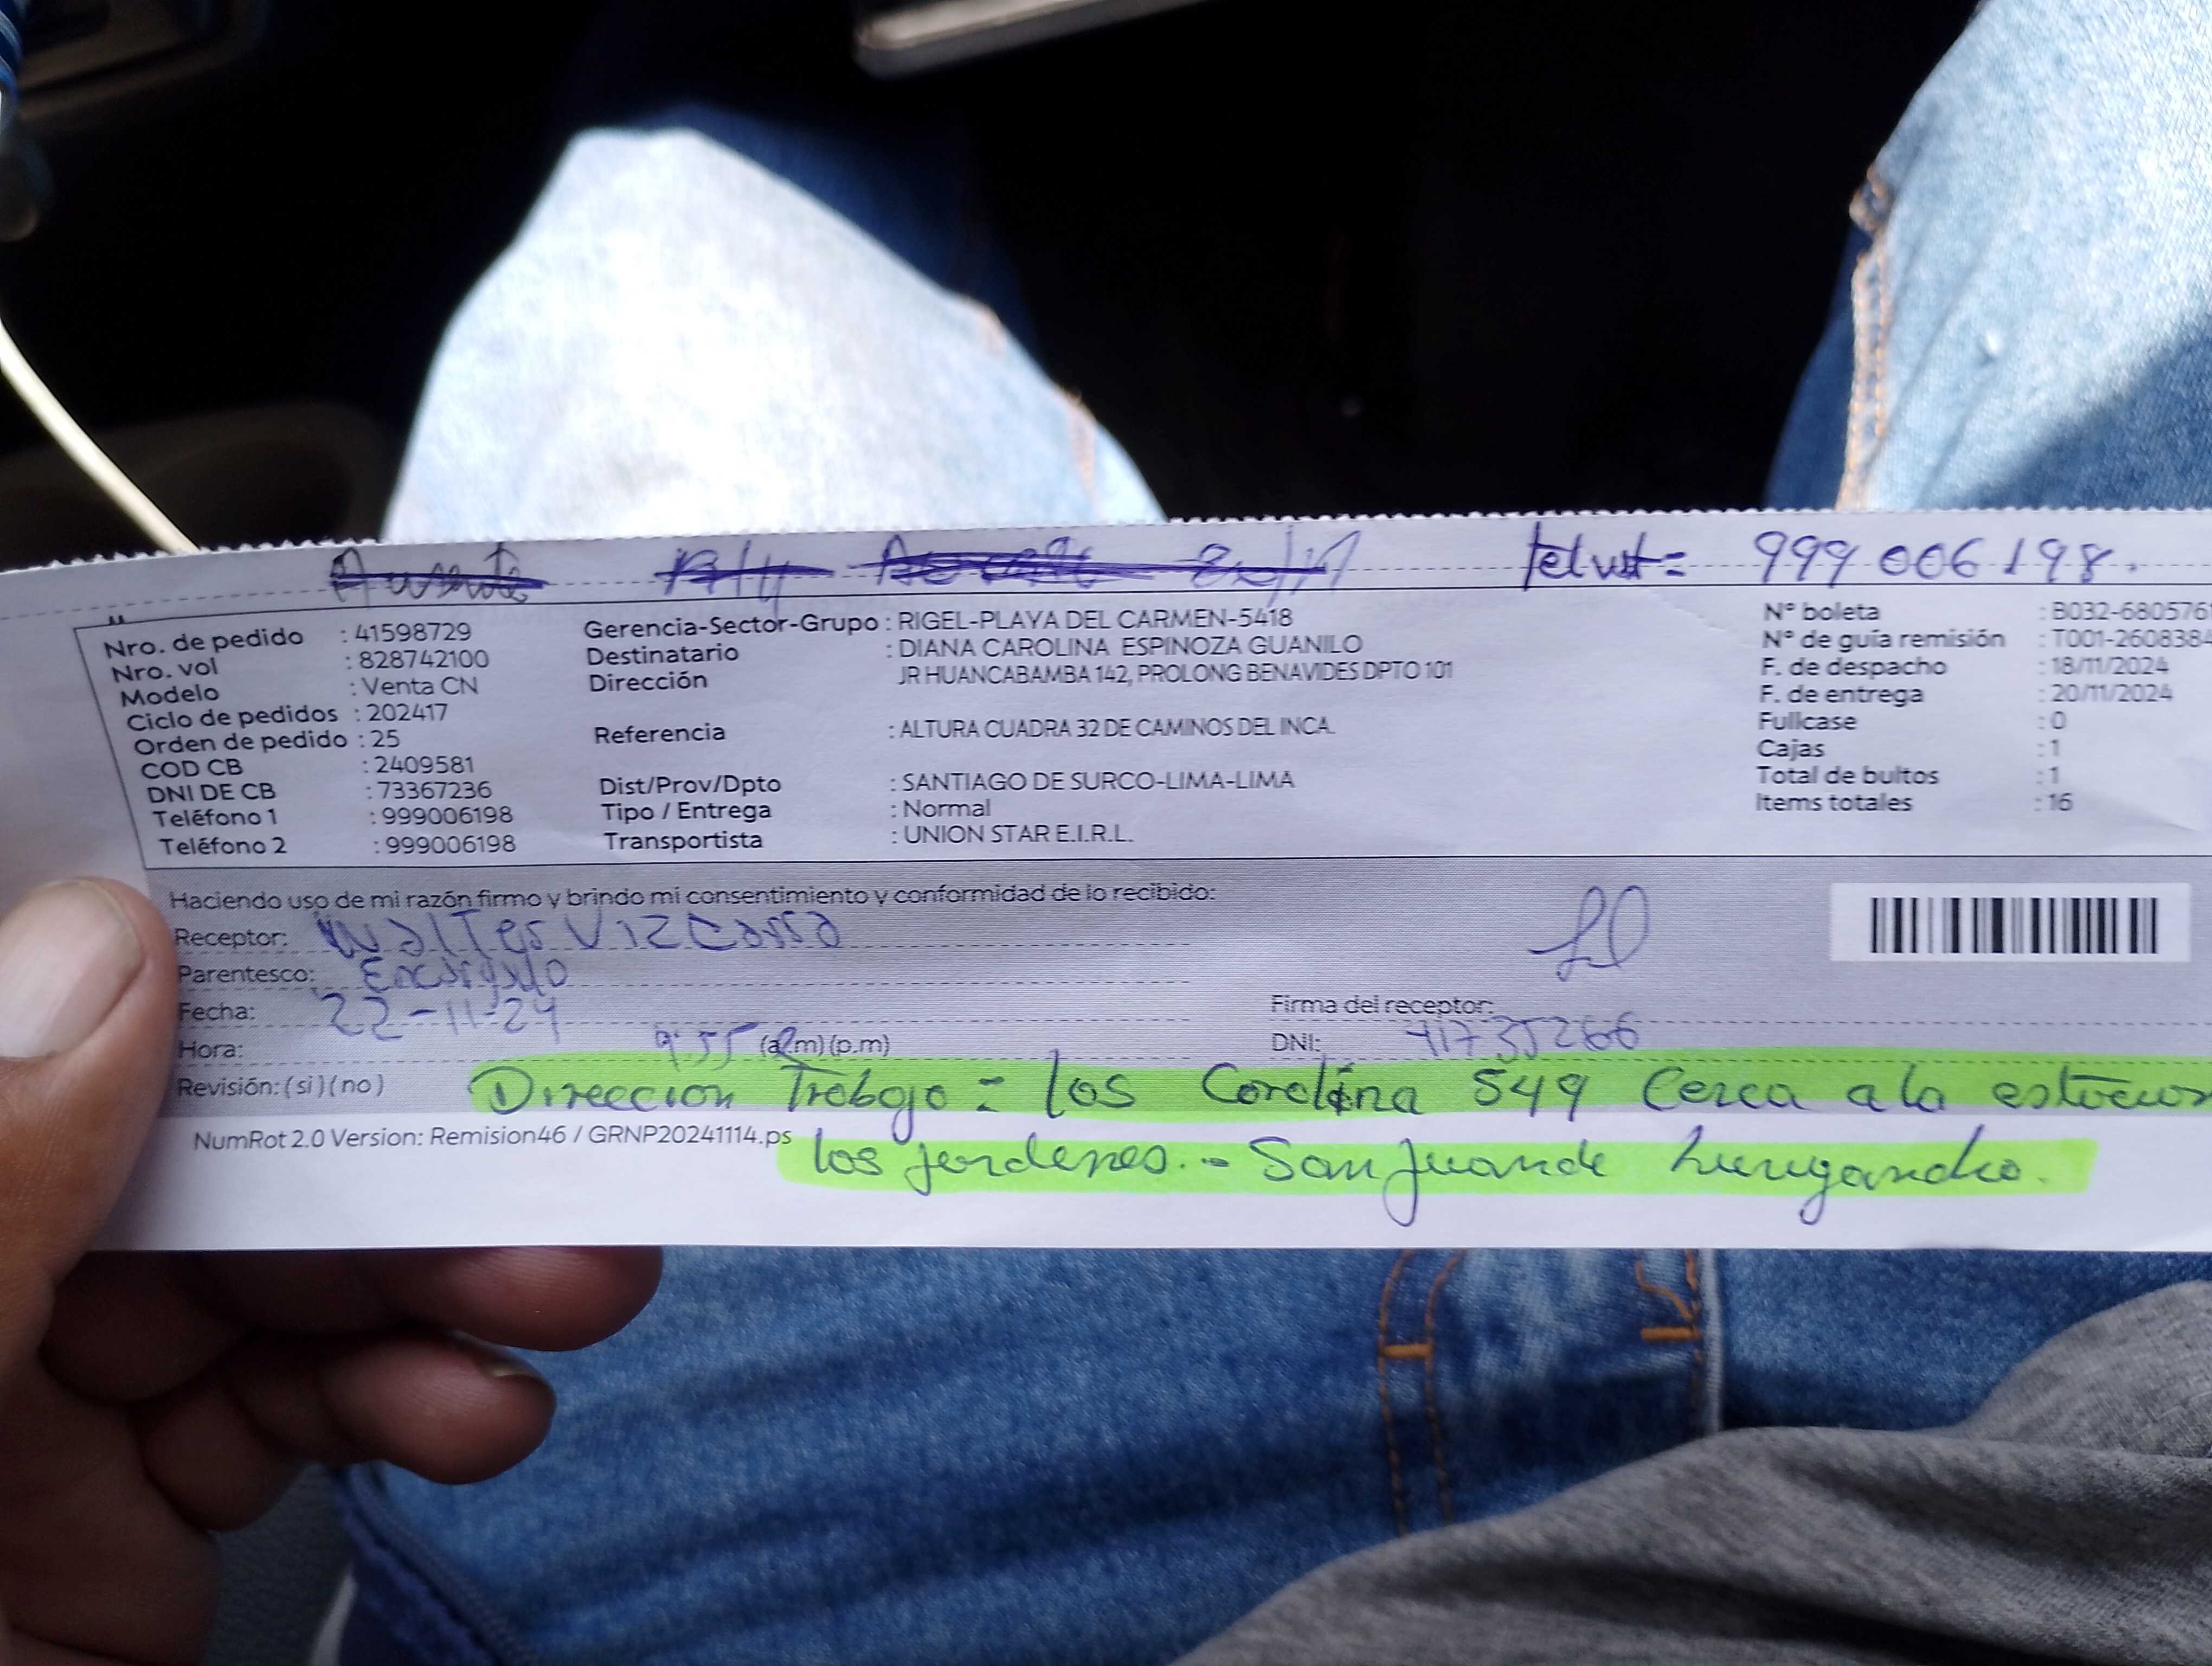 Telvst= 999 006 198.
Nro. de pedido : 41598729
Nro. vol : 828742100
Modelo : Venta CN
Ciclo de pedidos : 202417
Orden de pedido : 25
COD CB : 2409581
DNI DE CB : 73367236
Teléfono 1 : 999006198
Teléfono 2 : 999006198
Gerencia-Sector-Grupo : RIGEL-PLAYA DEL CARMEN-5418
Destinatario : DIANA CAROLINA ESPINOZA GUANILO
Dirección JR HUANCABAMBA 142, PROLONG BENAVIDES DPTO 101
Referencia : ALTURA CUADRA 32 DE CAMINOS DEL INCA.
Dist/Prov/Dpto : SANTIAGO DE SURCO-LIMA-LIMA
Tipo / Entrega : Normal
Transportista : UNION STAR E.I.R.L.
N° boleta : B032-680576
N° de guía remisión : T001-2608384
F. de despacho : 18/11/2024
F. de entrega : 20/11/2024
Fullcase : 0
Cajas : 1
Total de bultos : 1
Items totales : 16
Haciendo uso de mi razón firmo y brindo mi consentimiento y conformidad de lo recibido:
Receptor: Walter Vizcarra
Parentesco: Encargado
Fecha: 22-11-24
Firma del receptor:
Hora: 9:55 (a.m) (p.m)
DNI: 41735266
Revisión: (si) (no)
Direccion Trabajo = los Corolina 549 Cerca a la estacion
NumRot 2.0 Version: Remision46 / GRNP20241114.ps
los jardenes. - San Juan de Lurigancho.